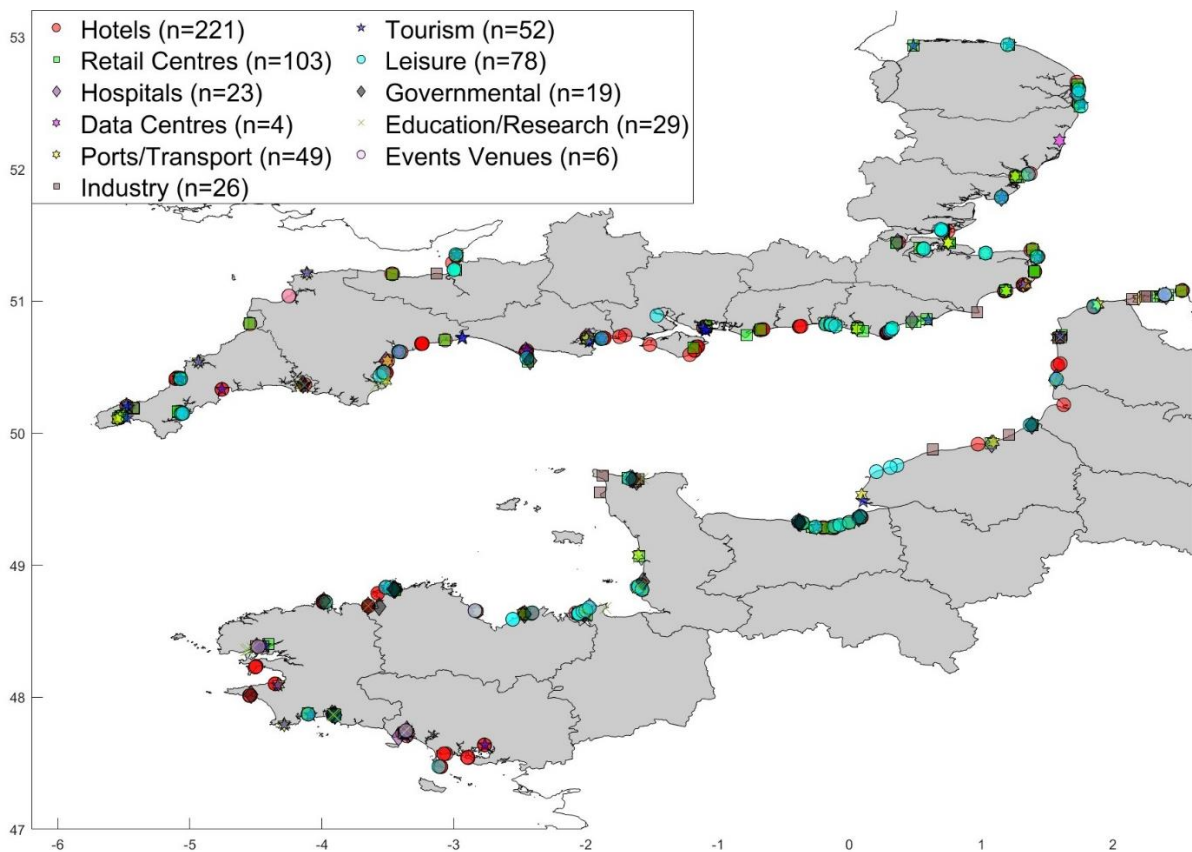 Hotels (n=221)
Retail Centres (n=103)
Hospitals (n=23)
Data Centres (n=4)
Ports/Transport (n=49)
Industry (n=26)
Tourism (n=52)
Leisure (n=78)
Governmental (n=19)
Education/Research (n=29)
Events Venues (n=6)
53
52
51
50
49
48
47
-6
-5
-4
-3
-2
-1
0
1
2